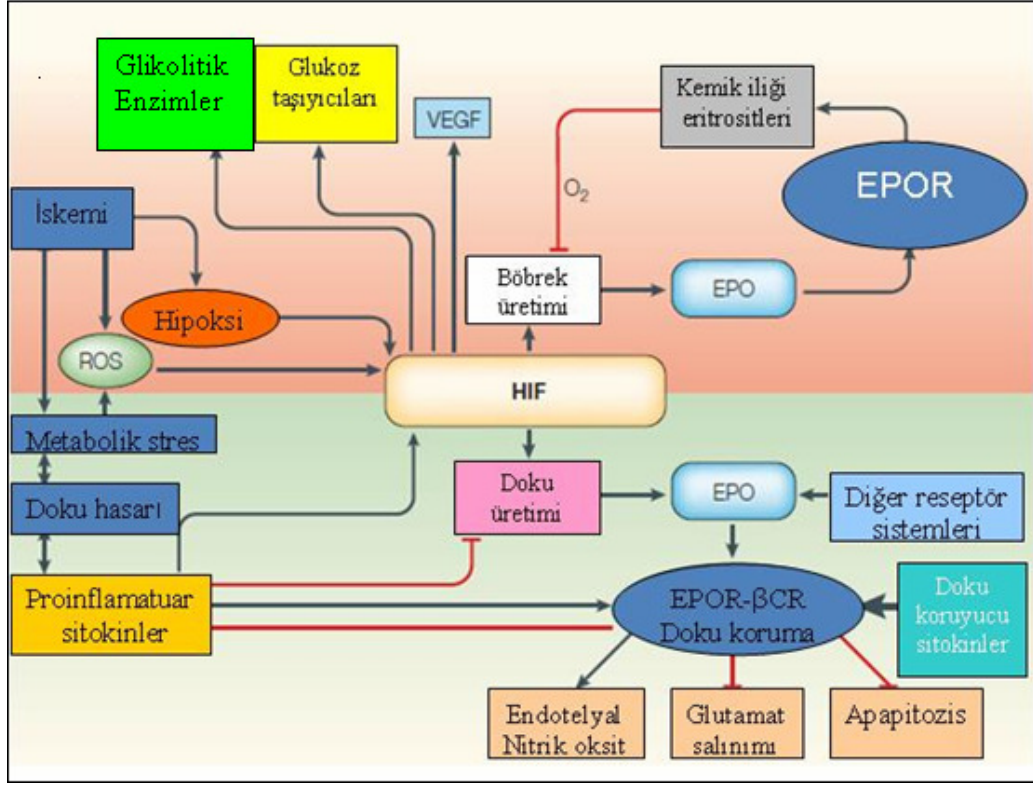 Glikolitik
Enzimler
Glukoz
taşıyıcıları
VEGF
Kemik iliği
eritrositleri
EPOR
O2
İskemi
Hipoksi
ROS
Böbrek
üretimi
EPO
HIF
Metabolik stres
Doku hasarı
Proinflamatuar
sitokinler
Doku
üretimi
EPO
Diğer reseptör
sistemleri
EPOR-βCR
Doku koruma
Doku
koruyucu
sitokinler
Endotelyal
Nitrik oksit
Glutamat
salınımı
Apapitozis